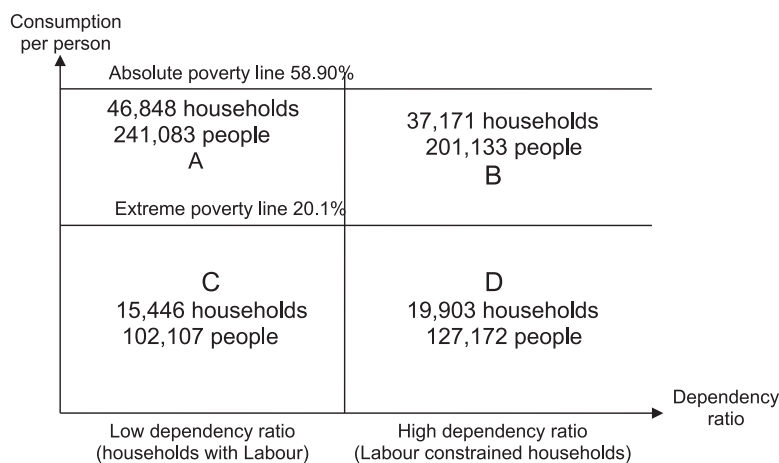 Consumption
per person
Absolute poverty line 58.90%
46,848 households
241,083 people
A
37,171 households
201,133 people
B
Extreme poverty line 20.1%
C
15,446 households
102,107 people
D
19,903 households
127,172 people
Dependency
ratio
Low dependency ratio
(households with Labour)
High dependency ratio
(Labour constrained households)